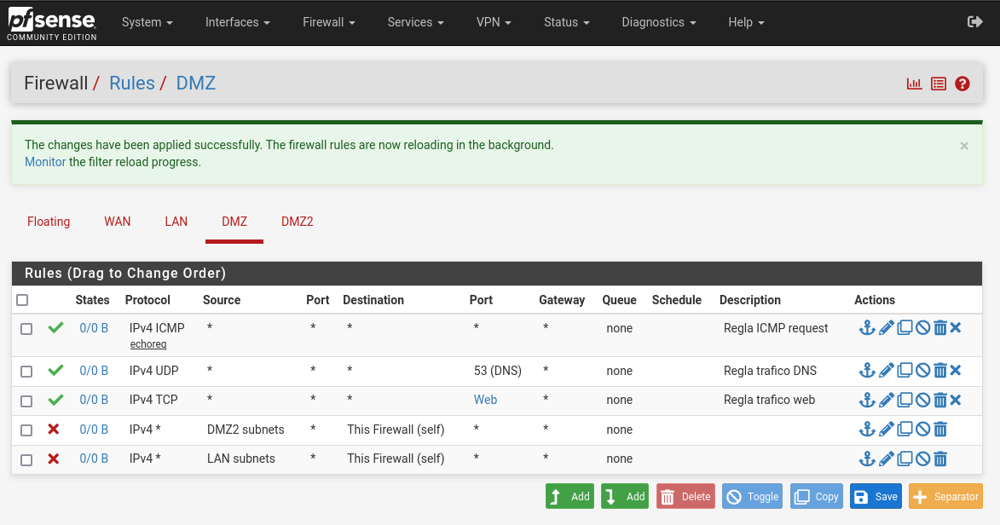 pfsense
COMMUNITY EDITION
System Interfaces Firewall Services VPN Status Diagnostics Help
Firewall / Rules / DMZ
The changes have been applied successfully. The firewall rules are now reloading in the background.
Monitor the filter reload progress.
Floating WAN LAN DMZ DMZ2
Rules (Drag to Change Order)
States Protocol Source Port Destination Port Gateway Queue Schedule Description Actions
0/0 B IPv4 ICMP * * * * * none Regla ICMP request
echoreq
0/0 B IPv4 UDP * * * 53 (DNS) * none Regla trafico DNS
0/0 B IPv4 TCP * * * Web * none Regla trafico web
0/0 B IPv4 * DMZ2 subnets * This Firewall (self) * * none
0/0 B IPv4 * LAN subnets * This Firewall (self) * * none
Add Add Delete Toggle Copy Save Separator